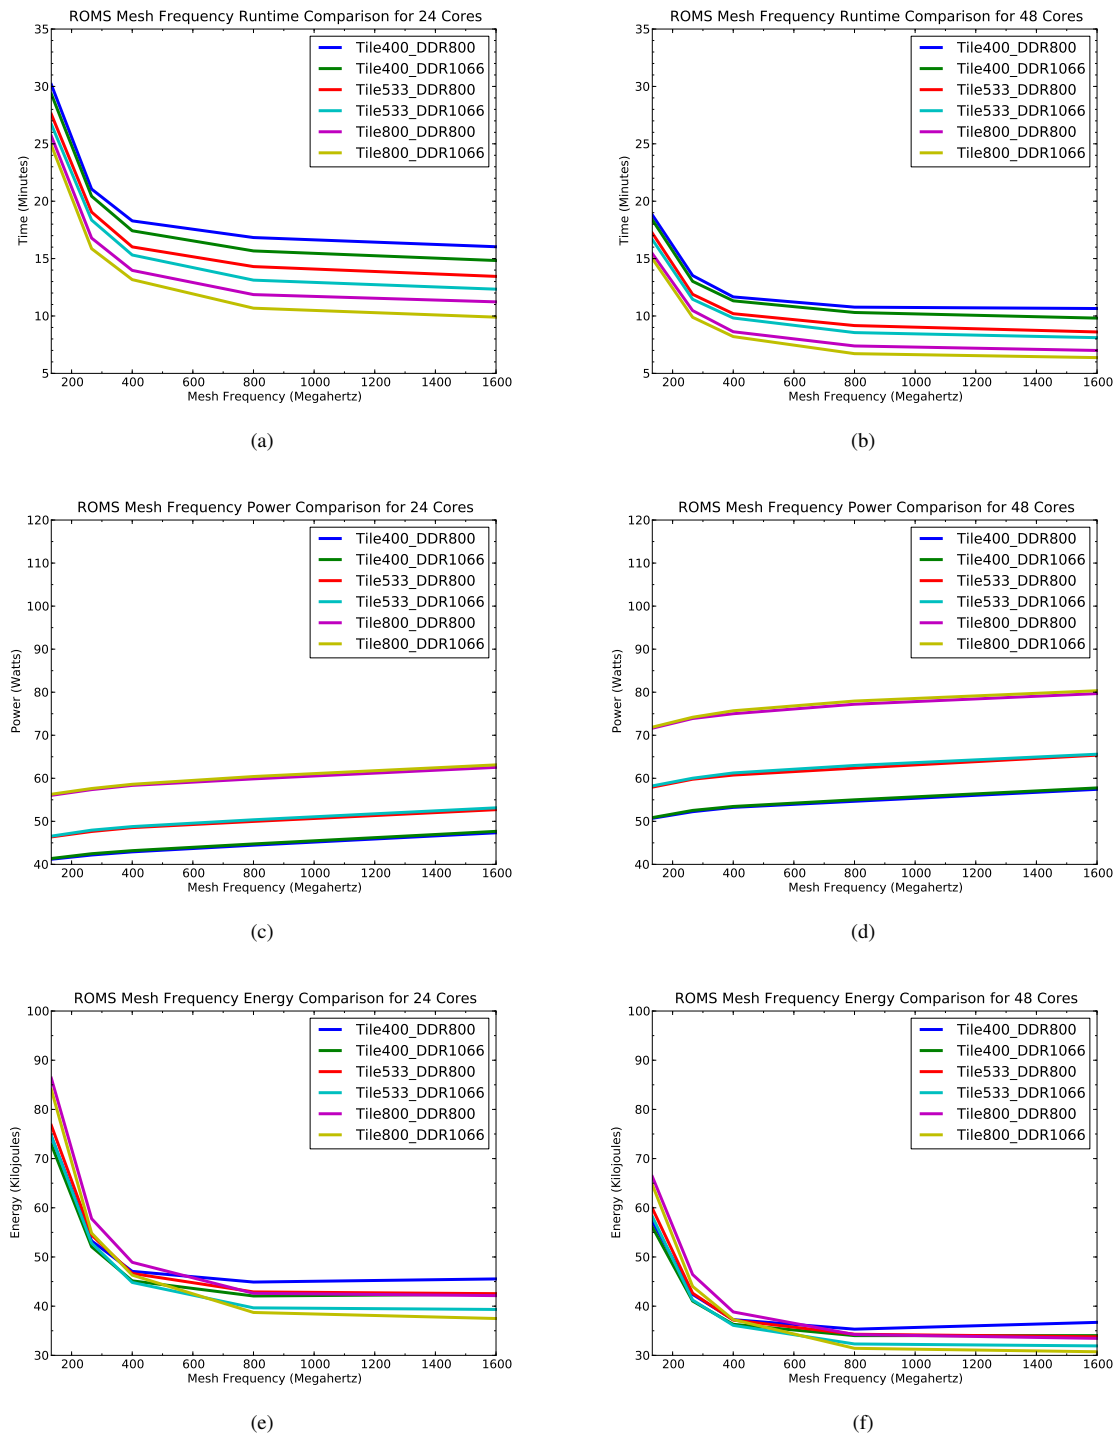 ROMS Mesh Frequency Runtime Comparison for 24 Cores
35
30
25
20
15
10
5
Time (Minutes)
Tile400_DDR800
Tile400_DDR1066
Tile533_DDR800
Tile533_DDR1066
Tile800_DDR800
Tile800_DDR1066
200 400 600 800 1000 1200 1400 1600
Mesh Frequency (Megahertz)
(a)
ROMS Mesh Frequency Runtime Comparison for 48 Cores
35
30
25
20
15
10
5
Time (Minutes)
Tile400_DDR800
Tile400_DDR1066
Tile533_DDR800
Tile533_DDR1066
Tile800_DDR800
Tile800_DDR1066
200 400 600 800 1000 1200 1400 1600
Mesh Frequency (Megahertz)
(b)
ROMS Mesh Frequency Power Comparison for 24 Cores
120
110
100
90
80
70
60
50
40
Power (Watts)
Tile400_DDR800
Tile400_DDR1066
Tile533_DDR800
Tile533_DDR1066
Tile800_DDR800
Tile800_DDR1066
200 400 600 800 1000 1200 1400 1600
Mesh Frequency (Megahertz)
(c)
ROMS Mesh Frequency Power Comparison for 48 Cores
120
110
100
90
80
70
60
50
40
Power (Watts)
Tile400_DDR800
Tile400_DDR1066
Tile533_DDR800
Tile533_DDR1066
Tile800_DDR800
Tile800_DDR1066
200 400 600 800 1000 1200 1400 1600
Mesh Frequency (Megahertz)
(d)
ROMS Mesh Frequency Energy Comparison for 24 Cores
100
90
80
70
60
50
40
30
Energy (Kilojoules)
Tile400_DDR800
Tile400_DDR1066
Tile533_DDR800
Tile533_DDR1066
Tile800_DDR800
Tile800_DDR1066
200 400 600 800 1000 1200 1400 1600
Mesh Frequency (Megahertz)
(e)
ROMS Mesh Frequency Energy Comparison for 48 Cores
100
90
80
70
60
50
40
30
Energy (Kilojoules)
Tile400_DDR800
Tile400_DDR1066
Tile533_DDR800
Tile533_DDR1066
Tile800_DDR800
Tile800_DDR1066
200 400 600 800 1000 1200 1400 1600
Mesh Frequency (Megahertz)
(f)